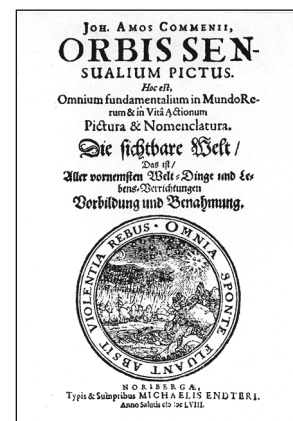 JOH. AMOS COMMENII,
ORBIS SEN-
SUALIUM PICTUS.
Hoc est,
Omnium fundamentalium in Mundo Re-
rum & in Vitâ Actionum
Pictura & Nomenclatura.
Die sichtbare Welt/
Das ist/
Aller vornemsten Welt-Dinge und Le-
bens-Verrichtungen
Vorbildung und Benahmung.
OMNIA SPONTE FLUANT ABSIT VIOLENTIA REBUS
NORIBERGÆ,
Typis & Sumptibus MICHAELIS ENDTERI.
Anno Salutis cIↃ IↃc LVIII.